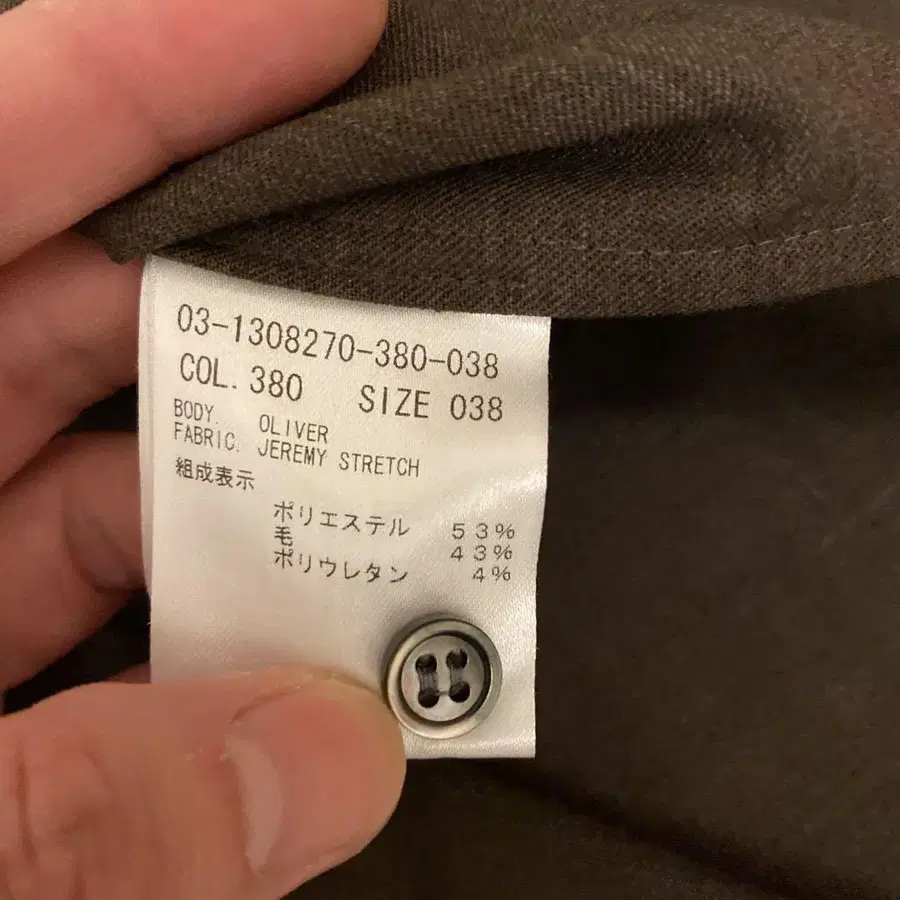 03-1308270-380-038
COL. 380 SIZE 038
BODY. OLIVER
FABRIC. JEREMY STRETCH
組成表示
ポリエステル 53%
毛 43%
ポリウレタン 4%